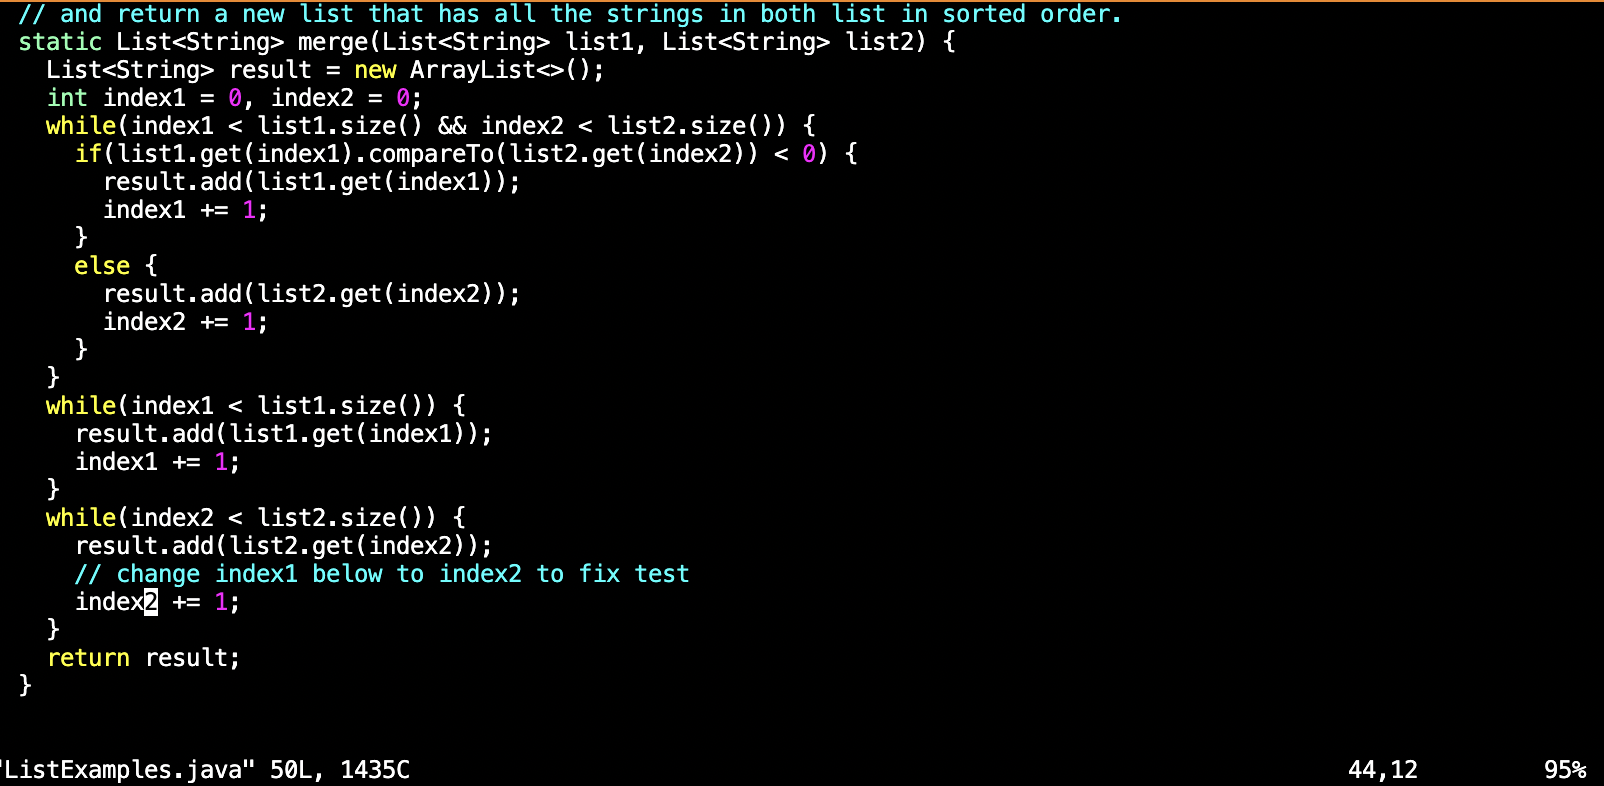 // and return a new list that has all the strings in both list in sorted order.
static List<String> merge(List<String> list1, List<String> list2) {
  List<String> result = new ArrayList<>();
  int index1 = 0, index2 = 0;
  while(index1 < list1.size() && index2 < list2.size()) {
    if(list1.get(index1).compareTo(list2.get(index2)) < 0) {
      result.add(list1.get(index1));
      index1 += 1;
    }
    else {
      result.add(list2.get(index2));
      index2 += 1;
    }
  }
  while(index1 < list1.size()) {
    result.add(list1.get(index1));
    index1 += 1;
  }
  while(index2 < list2.size()) {
    result.add(list2.get(index2));
    // change index1 below to index2 to fix test
    index2 += 1;
  }
  return result;
}
"ListExamples.java" 50L, 1435C 44,12 95%